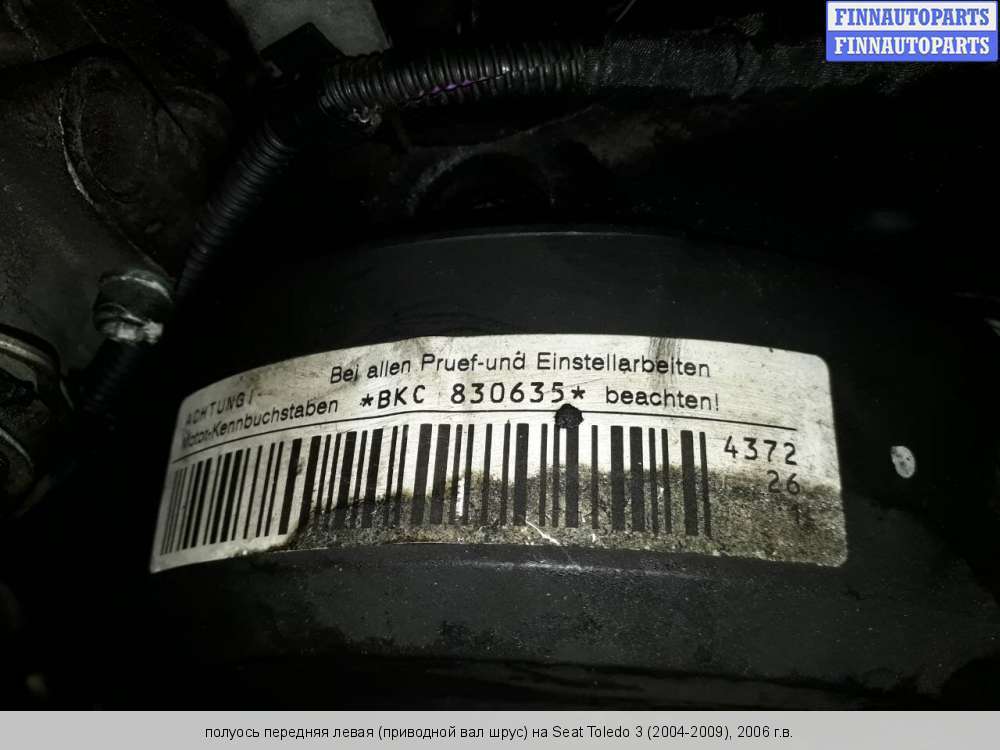 FINNAUTOPARTS
FINNAUTOPARTS
ACHTUNG! Bei allen Pruef-und Einstellarbeiten
Motor-Kennbuchstaben *BKC 830635* beachten!
4372
26
полуось передняя левая (приводной вал шрус) на Seat Toledo 3 (2004-2009), 2006 г.в.